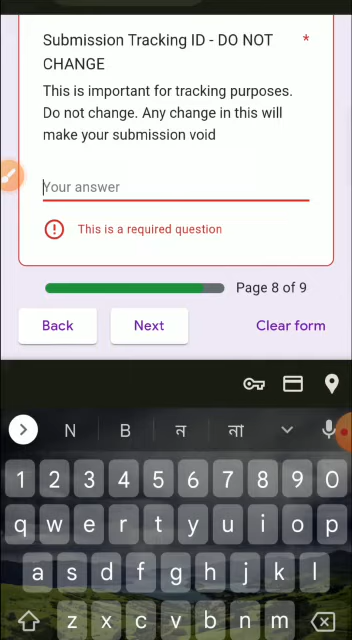 Submission Tracking ID - DO NOT *
CHANGE
This is important for tracking purposes.
Do not change. Any change in this will
make your submission void
Your answer
This is a required question
Page 8 of 9
Back Next Clear form
N B ন না
1 2 3 4 5 6 7 8 9 0
q w e r t y u i o p
a s d f g h j k l
z x c v b n m